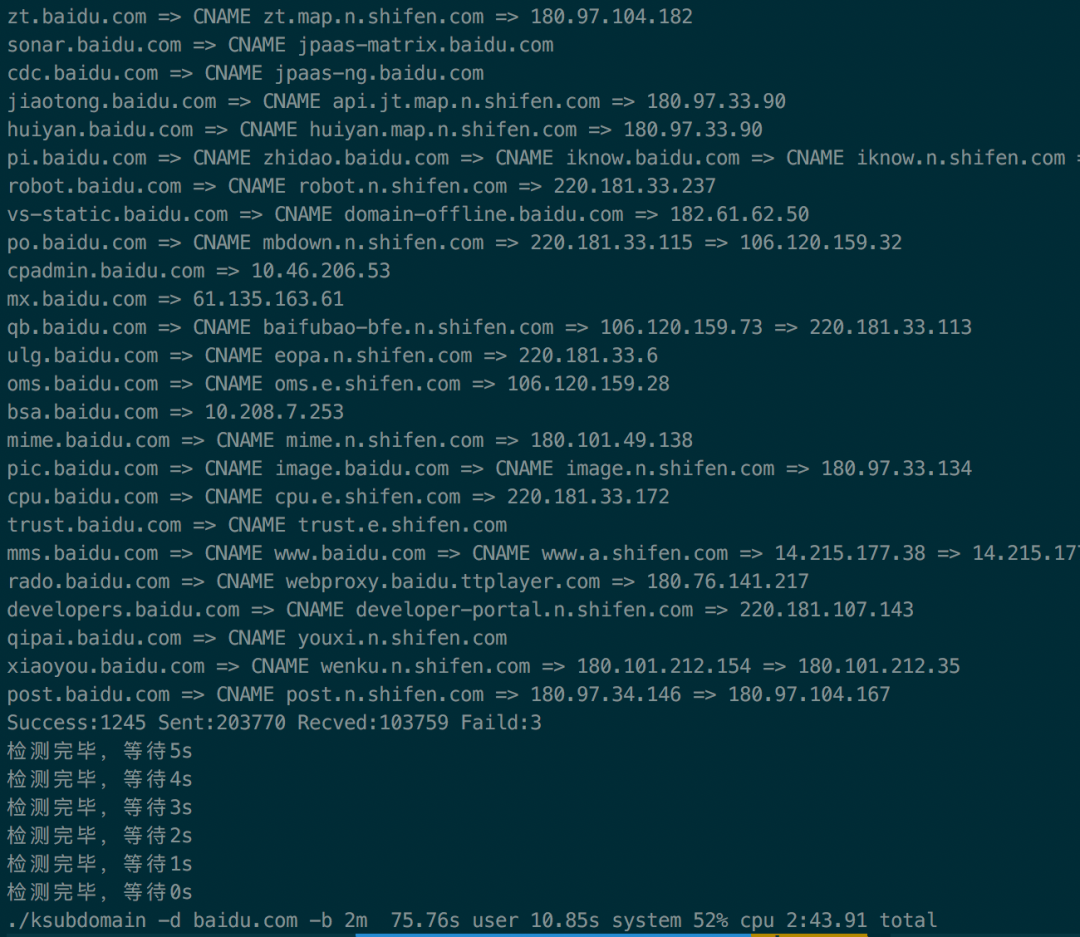 zt.baidu.com => CNAME zt.map.n.shifen.com => 180.97.104.182
sonar.baidu.com => CNAME jpaas-matrix.baidu.com
cdc.baidu.com => CNAME jpaas-ng.baidu.com
jiaotong.baidu.com => CNAME api.jt.map.n.shifen.com => 180.97.33.90
huiyan.baidu.com => CNAME huiyan.map.n.shifen.com => 180.97.33.90
pi.baidu.com => CNAME zhidao.baidu.com => CNAME iknow.baidu.com => CNAME iknow.n.shifen.com =
robot.baidu.com => CNAME robot.n.shifen.com => 220.181.33.237
vs-static.baidu.com => CNAME domain-offline.baidu.com => 182.61.62.50
po.baidu.com => CNAME mbdown.n.shifen.com => 220.181.33.115 => 106.120.159.32
cpadmin.baidu.com => 10.46.206.53
mx.baidu.com => 61.135.163.61
qb.baidu.com => CNAME baifubao-bfe.n.shifen.com => 106.120.159.73 => 220.181.33.113
ulg.baidu.com => CNAME eopa.n.shifen.com => 220.181.33.6
oms.baidu.com => CNAME oms.e.shifen.com => 106.120.159.28
bsa.baidu.com => 10.208.7.253
mime.baidu.com => CNAME mime.n.shifen.com => 180.101.49.138
pic.baidu.com => CNAME image.baidu.com => CNAME image.n.shifen.com => 180.97.33.134
cpu.baidu.com => CNAME cpu.e.shifen.com => 220.181.33.172
trust.baidu.com => CNAME trust.e.shifen.com
mms.baidu.com => CNAME www.baidu.com => CNAME www.a.shifen.com => 14.215.177.38 => 14.215.177
rado.baidu.com => CNAME webproxy.baidu.ttplayer.com => 180.76.141.217
developers.baidu.com => CNAME developer-portal.n.shifen.com => 220.181.107.143
qipai.baidu.com => CNAME youxi.n.shifen.com
xiaoyou.baidu.com => CNAME wenku.n.shifen.com => 180.101.212.154 => 180.101.212.35
post.baidu.com => CNAME post.n.shifen.com => 180.97.34.146 => 180.97.104.167
Success:1245 Sent:203770 Recved:103759 Faild:3
检测完毕, 等待5s
检测完毕, 等待4s
检测完毕, 等待3s
检测完毕, 等待2s
检测完毕, 等待1s
检测完毕, 等待0s
./ksubdomain -d baidu.com -b 2m  75.76s user 10.85s system 52% cpu 2:43.91 total